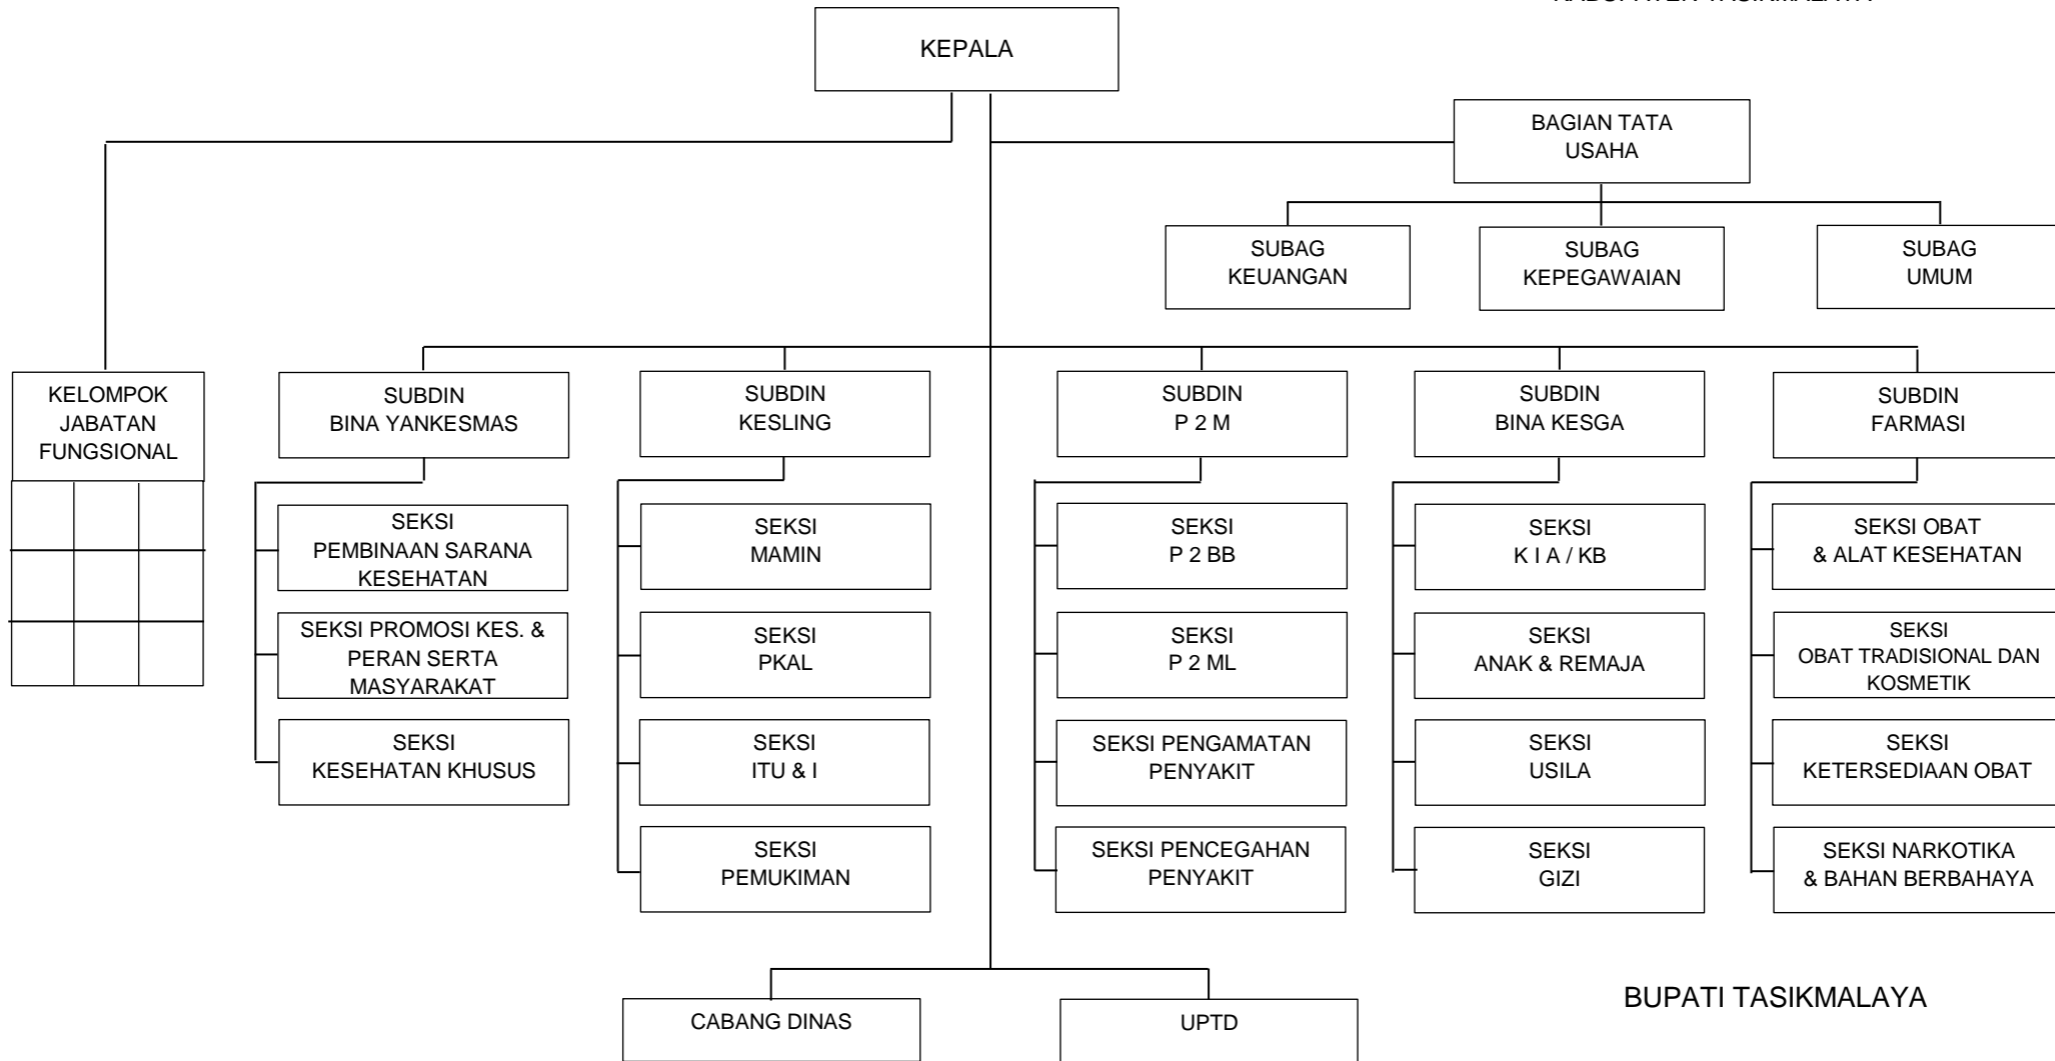 KABUPATEN TASIKMALAYA
KEPALA
BAGIAN TATA
USAHA
SUBAG
KEUANGAN
SUBAG
KEPEGAWAIAN
SUBAG
UMUM
KELOMPOK
JABATAN
FUNGSIONAL
SUBDIN
BINA YANKESMAS
SUBDIN
KESLING
SUBDIN
P 2 M
SUBDIN
BINA KESGA
SUBDIN
FARMASI
SEKSI
PEMBINAAN SARANA
KESEHATAN
SEKSI PROMOSI KES. &
PERAN SERTA
MASYARAKAT
SEKSI
KESEHATAN KHUSUS
SEKSI
MAMIN
SEKSI
PKAL
SEKSI
ITU & I
SEKSI
PEMUKIMAN
SEKSI
P 2 BB
SEKSI
P 2 ML
SEKSI PENGAMATAN
PENYAKIT
SEKSI PENCEGAHAN
PENYAKIT
SEKSI
K I A / KB
SEKSI
ANAK & REMAJA
SEKSI
USILA
SEKSI
GIZI
SEKSI OBAT
& ALAT KESEHATAN
SEKSI
OBAT TRADISIONAL DAN
KOSMETIK
SEKSI
KETERSEDIAAN OBAT
SEKSI NARKOTIKA
& BAHAN BERBAHAYA
CABANG DINAS
UPTD
BUPATI TASIKMALAYA